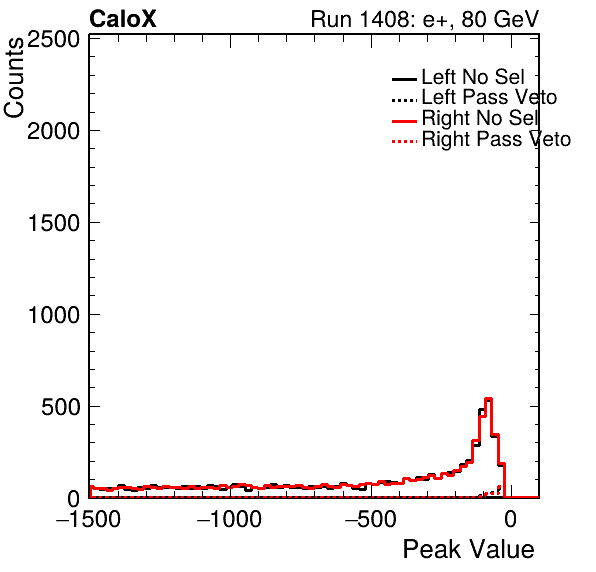 CaloX Run 1408: e+, 80 GeV
Counts
2500
2000
1500
1000
500
0
Left No Sel
Left Pass Veto
Right No Sel
Right Pass Veto
−1500 −1000 −500 0
Peak Value